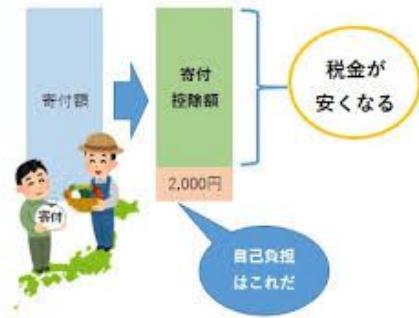 寄付額
寄付
控除額
税金が
安くなる
2,000円
寄付
自己負担
はこれだ